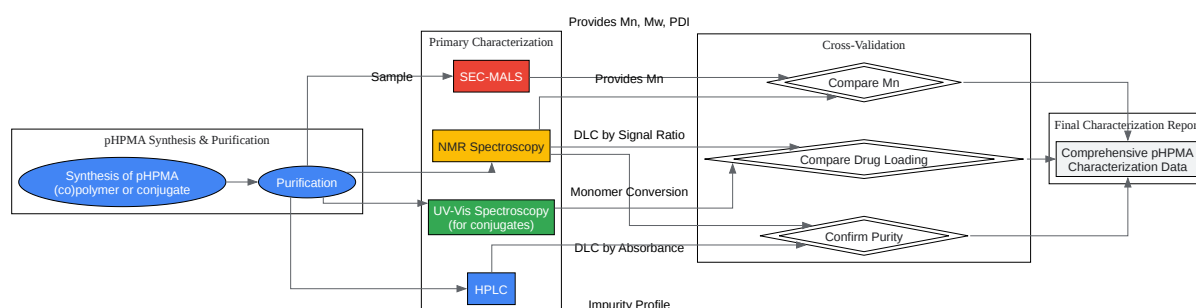 Provides Mn, Mw, PDI
Primary Characterization
Cross-Validation
Sample
SEC-MALS
Provides Mn
Compare Mn
pHPMA Synthesis & Purification
NMR Spectroscopy
DLC by Signal Ratio
Final Characterization Repor
Synthesis of pHPMA
(co)polymer or conjugate
Purification
Compare Drug Loading
Comprehensive pHPMA
Characterization Data
Monomer Conversion
UV-Vis Spectroscopy
(for conjugates)
Confirm Purity
DLC by Absorbance
HPLC
Impurity Profile